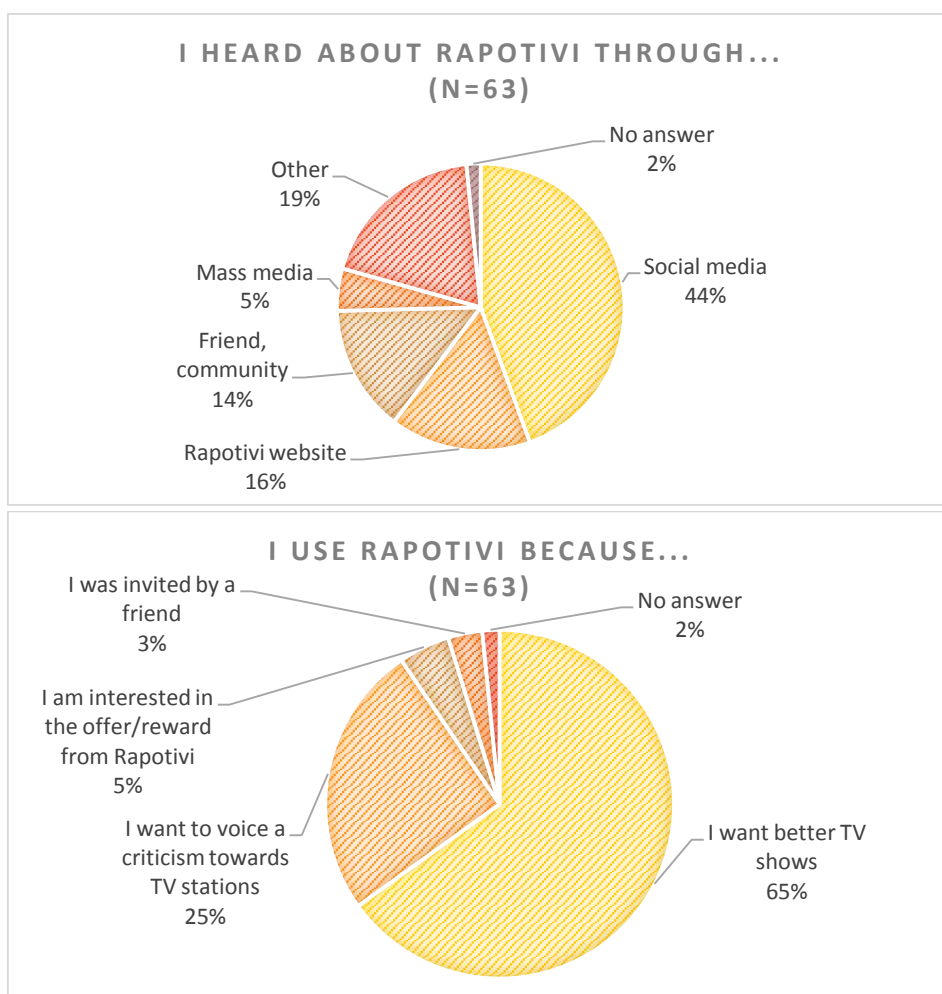 I HEARD ABOUT RAPOTIVI THROUGH...
(N=63)
No answer
2%
Other
19%
Social media
44%
Mass media
5%
Friend,
community
14%
Rapotivi website
16%
I USE RAPOTIVI BECAUSE...
(N=63)
I was invited by a
friend
3%
No answer
2%
I am interested in
the offer/reward
from Rapotivi
5%
I want to voice a
criticism towards
TV stations
25%
I want better TV
shows
65%